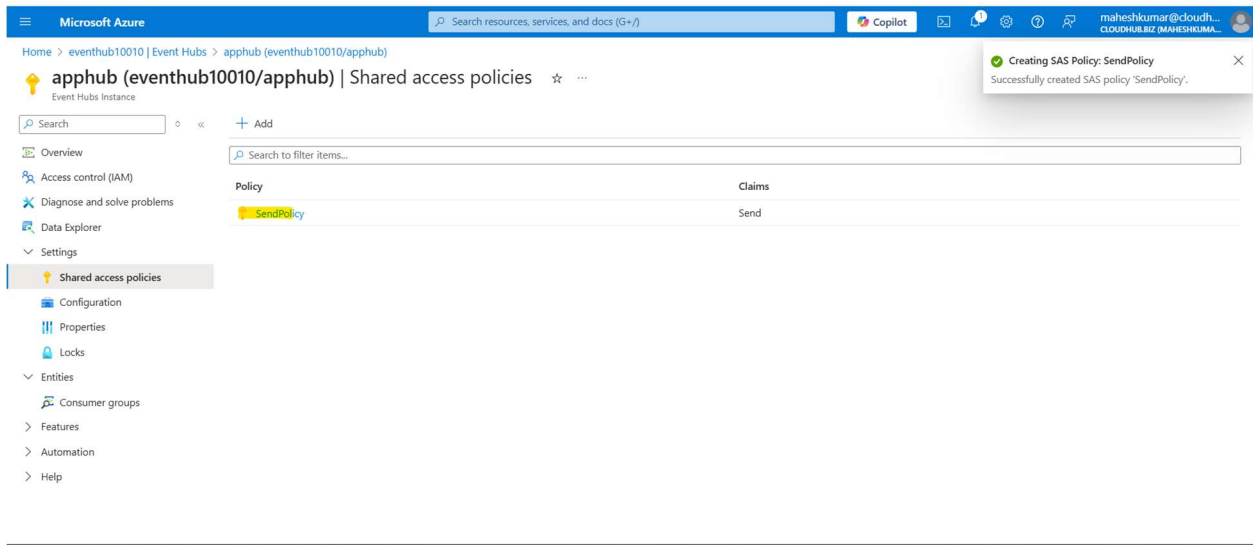 Microsoft Azure
Search resources, services, and docs (G+/)
Copilot
1
maheshkumar@cloudh...
CLOUDHUB.BIZ (MAHESHKUMA...
Home > eventhub10010 | Event Hubs > apphub (eventhub10010/apphub)
apphub (eventhub10010/apphub) | Shared access policies
Event Hubs Instance
Creating SAS Policy: SendPolicy
Successfully created SAS policy 'SendPolicy'.
Search
Add
Overview
Search to filter items...
Access control (IAM)
Policy Claims
Diagnose and solve problems
SendPolicy Send
Data Explorer
Settings
Shared access policies
Configuration
Properties
Locks
Entities
Consumer groups
Features
Automation
Help